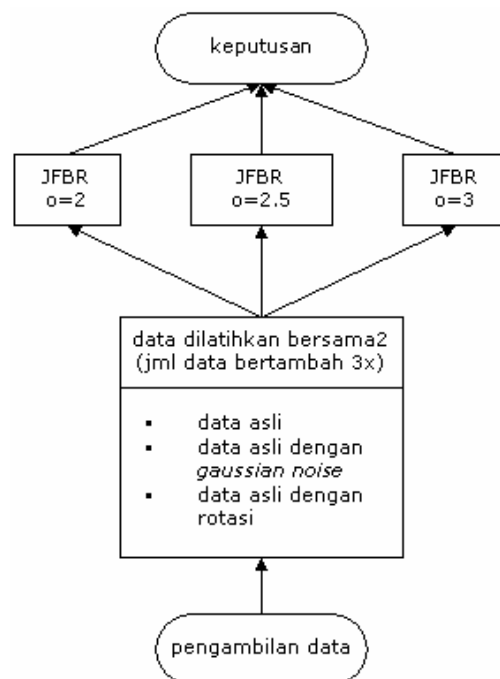 keputusan
JFBR
o=2
JFBR
o=2.5
JFBR
o=3
data dilatihkan bersama2
(jml data bertambah 3x)
▪ data asli
▪ data asli dengan
gaussian noise
▪ data asli dengan
rotasi
pengambilan data